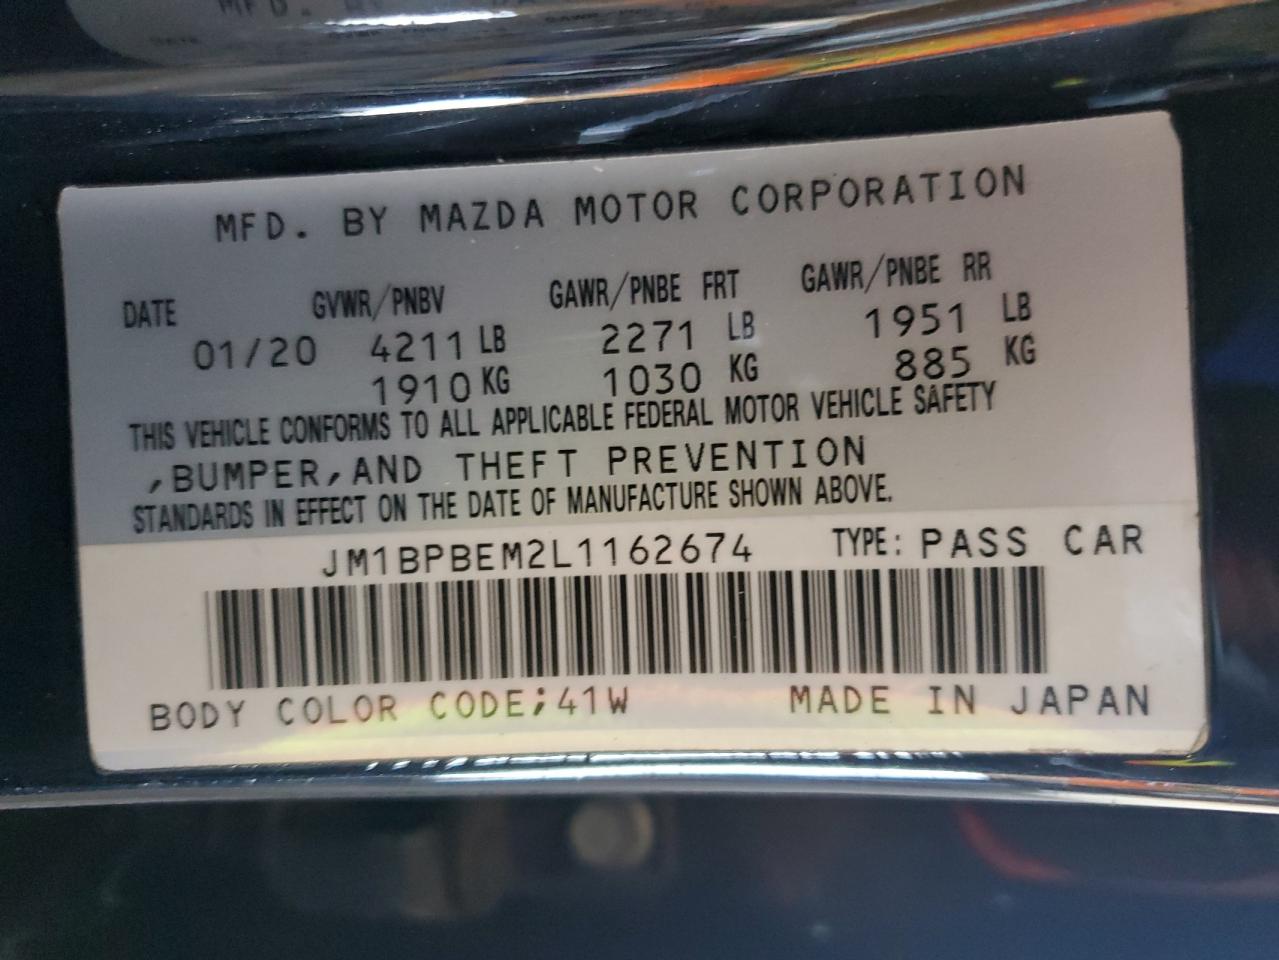 MFD. BY MAZDA MOTOR CORPORATION
DATE GVWR/PNBV GAWR/PNBE FRT GAWR/PNBE RR
01/20 4211 LB 2271 LB 1951 LB
1910 KG 1030 KG 885 KG
THIS VEHICLE CONFORMS TO ALL APPLICABLE FEDERAL MOTOR VEHICLE SAFETY
,BUMPER,AND THEFT PREVENTION
STANDARDS IN EFFECT ON THE DATE OF MANUFACTURE SHOWN ABOVE.
JM1BPBEM2L1162674 TYPE: PASS CAR
BODY COLOR CODE;41W MADE IN JAPAN